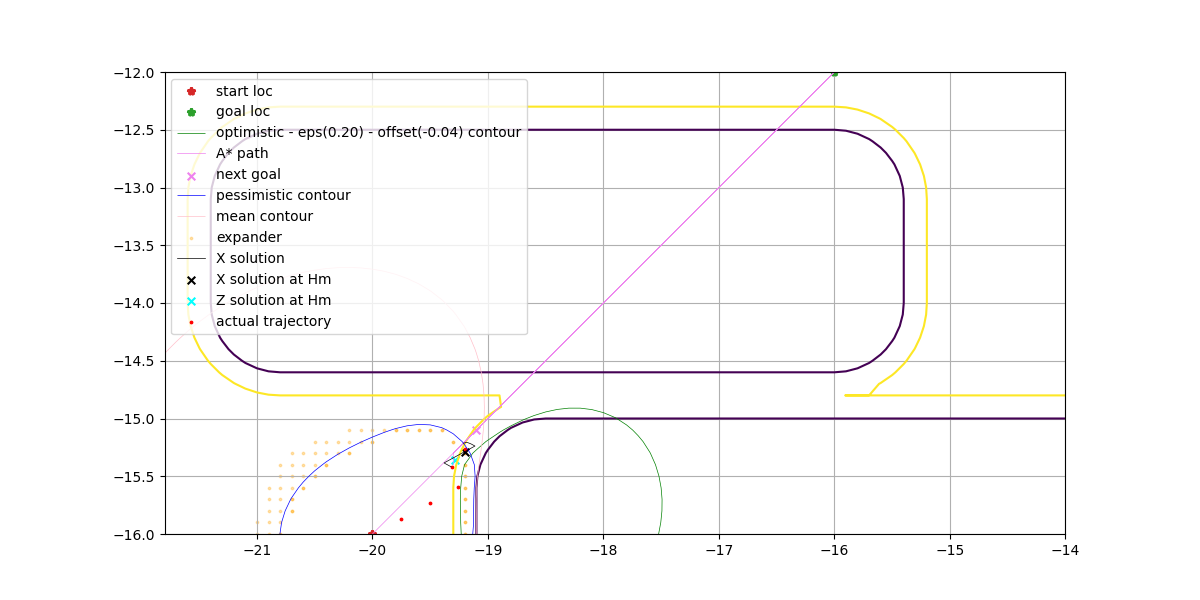 −12.0
−12.5
−13.0
−13.5
−14.0
−14.5
−15.0
−15.5
−16.0
start loc
goal loc
optimistic - eps(0.20) - offset(-0.04) contour
A* path
next goal
pessimistic contour
mean contour
expander
X solution
X solution at Hm
Z solution at Hm
actual trajectory
−21
−20
−19
−18
−17
−16
−15
−14